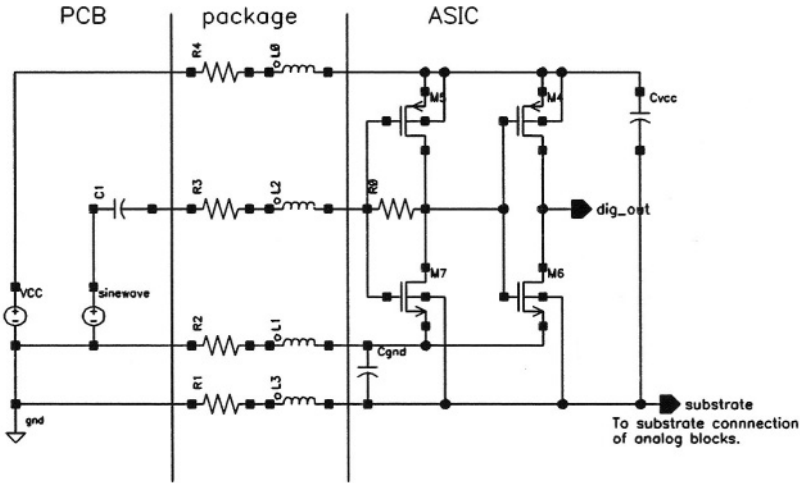 PCB package ASIC
R4 L0
M5 M4 Cvcc
C1 R3 L2 R0
dig_out
VCC sinewave
M7 M6
R2 L1
Cgnd
R1 L3
substrate
gnd
To substrate connnection
of analog blocks.